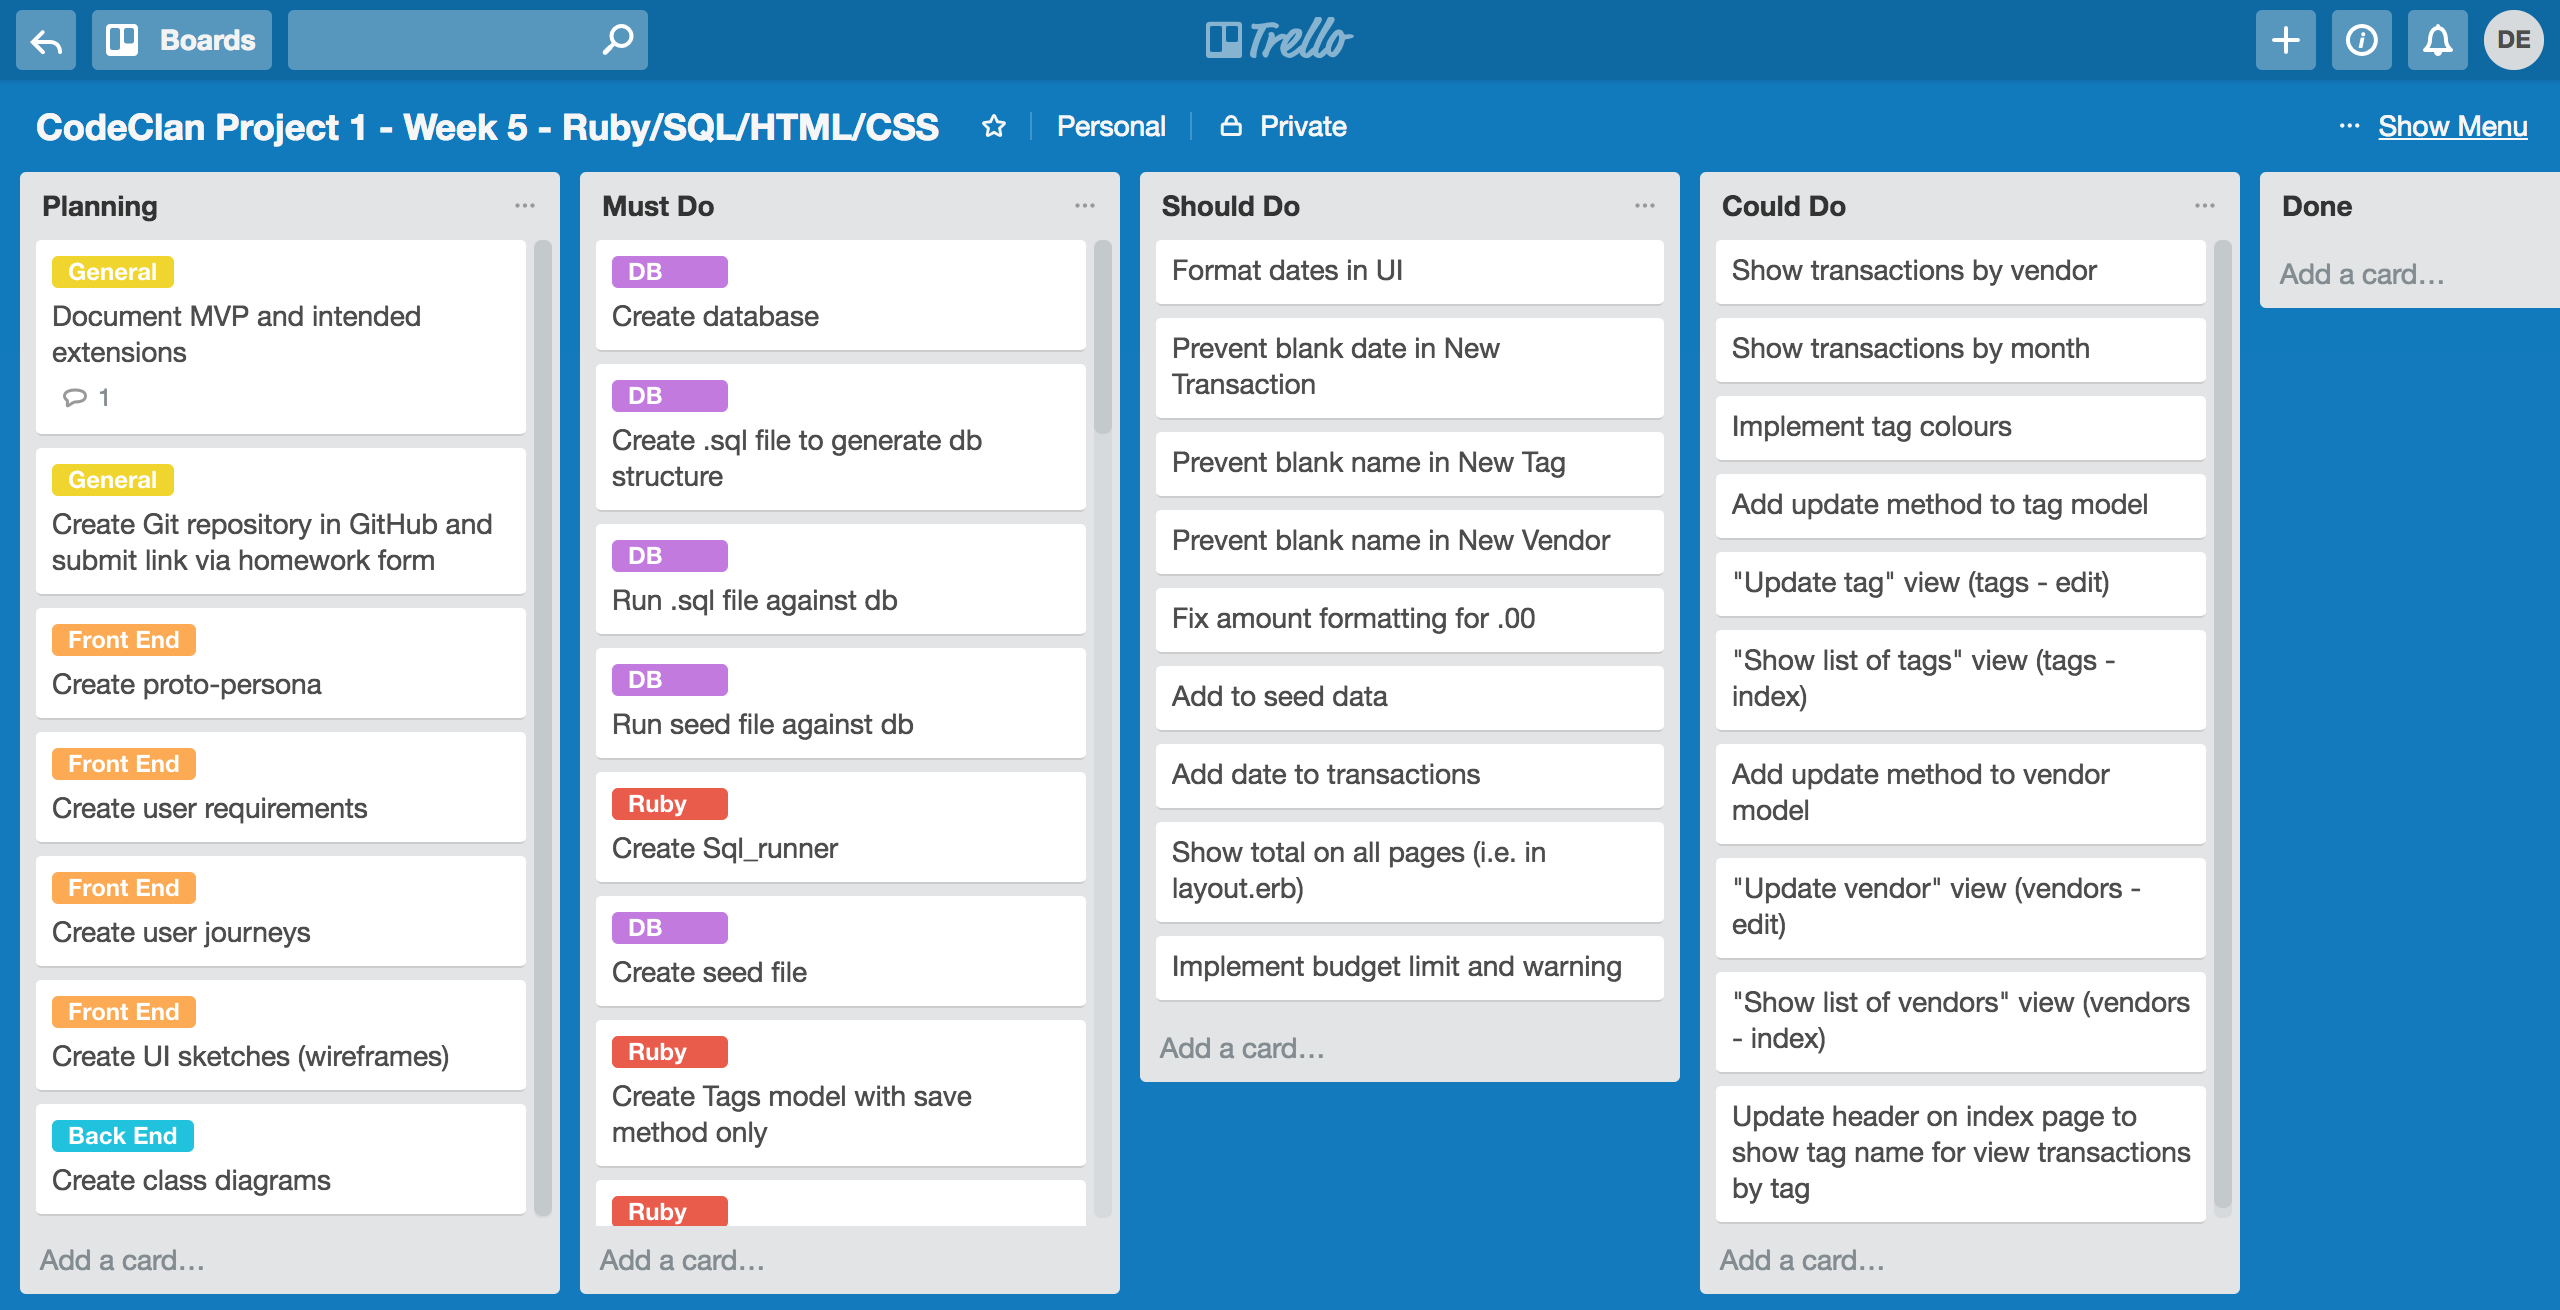 Boards
Trello
DE
CodeClan Project 1 - Week 5 - Ruby/SQL/HTML/CSS
Personal
Private
... Show Menu
Planning
General
Document MVP and intended
extensions
1
General
Create Git repository in GitHub and
submit link via homework form
Front End
Create proto-persona
Front End
Create user requirements
Front End
Create user journeys
Front End
Create UI sketches (wireframes)
Back End
Create class diagrams
Add a card...
Must Do
DB
Create database
DB
Create .sql file to generate db
structure
DB
Run .sql file against db
DB
Run seed file against db
Ruby
Create Sql_runner
DB
Create seed file
Ruby
Create Tags model with save
method only
Ruby
Add a card...
Should Do
Format dates in UI
Prevent blank date in New
Transaction
Prevent blank name in New Tag
Prevent blank name in New Vendor
Fix amount formatting for .00
Add to seed data
Add date to transactions
Show total on all pages (i.e. in
layout.erb)
Implement budget limit and warning
Add a card...
Could Do
Show transactions by vendor
Show transactions by month
Implement tag colours
Add update method to tag model
"Update tag" view (tags - edit)
"Show list of tags" view (tags -
index)
Add update method to vendor
model
"Update vendor" view (vendors -
edit)
"Show list of vendors" view (vendors
- index)
Update header on index page to
show tag name for view transactions
by tag
Add a card...
Done
Add a card...